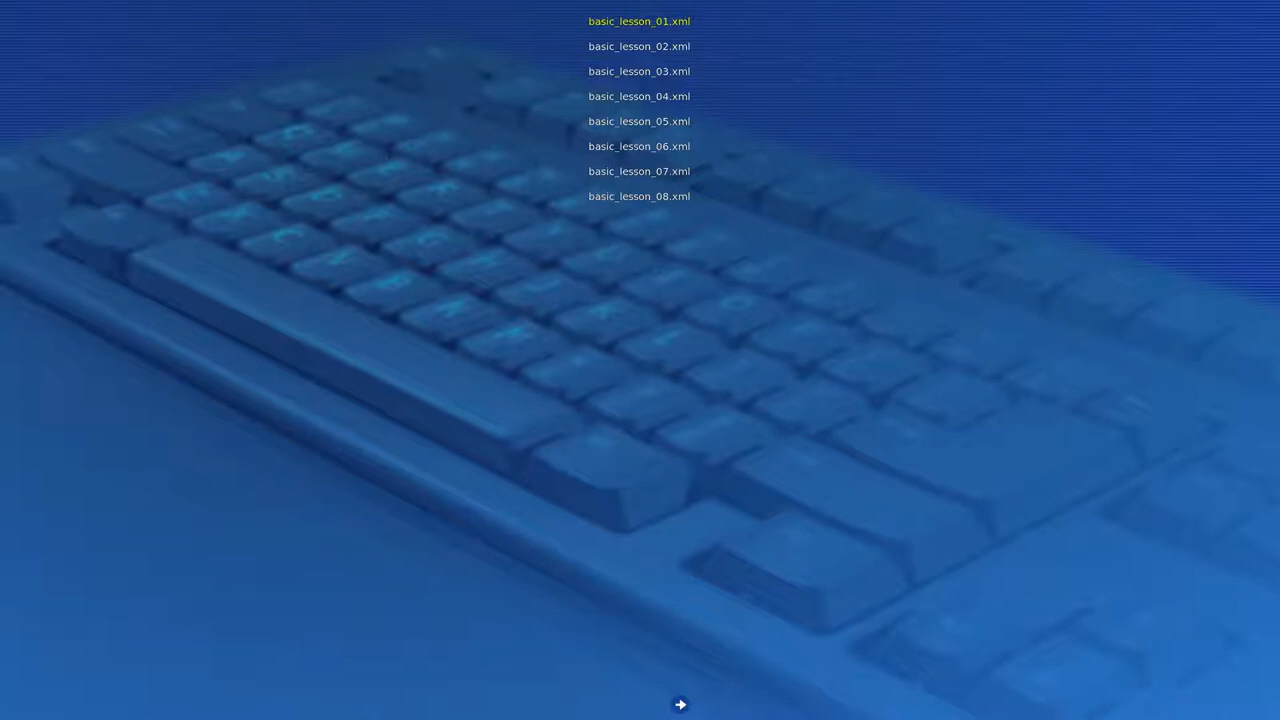 basic_lesson_01.xml
basic_lesson_02.xml
basic_lesson_03.xml
basic_lesson_04.xml
basic_lesson_05.xml
basic_lesson_06.xml
basic_lesson_07.xml
basic_lesson_08.xml